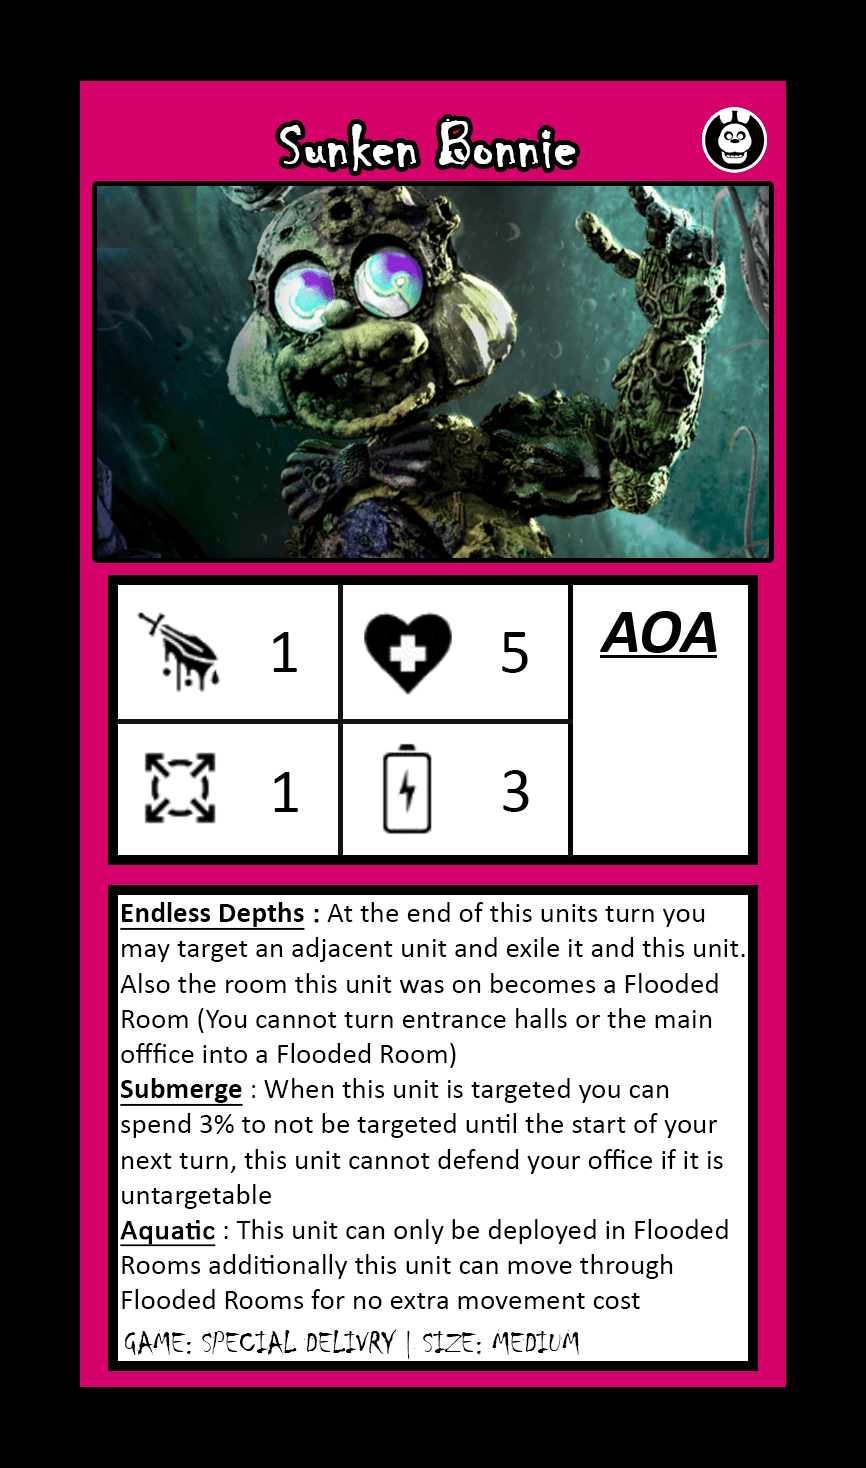 Sunken Bonnie
1
5
AOA
1
3
Endless Depths : At the end of this units turn you
may target an adjacent unit and exile it and this unit.
Also the room this unit was on becomes a Flooded
Room (You cannot turn entrance halls or the main
offfice into a Flooded Room)
Submerge : When this unit is targeted you can
spend 3% to not be targeted until the start of your
next turn, this unit cannot defend your office if it is
untargetable
Aquatic : This unit can only be deployed in Flooded
Rooms additionally this unit can move through
Flooded Rooms for no extra movement cost
GAME: SPECIAL DELIVRY | SIZE: MEDIUM